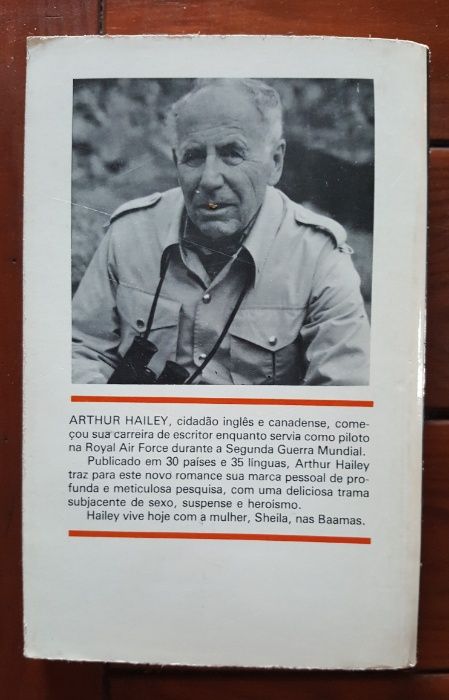 ARTHUR HAILEY, cidadão inglês e canadense, come-
çou sua carreira de escritor enquanto servia como piloto
na Royal Air Force durante a Segunda Guerra Mundial.
Publicado em 30 países e 35 línguas, Arthur Hailey
traz para este novo romance sua marca pessoal de pro-
funda e meticulosa pesquisa, com uma deliciosa trama
subjacente de sexo, suspense e heroísmo.
Hailey vive hoje com a mulher, Sheila, nas Baamas.